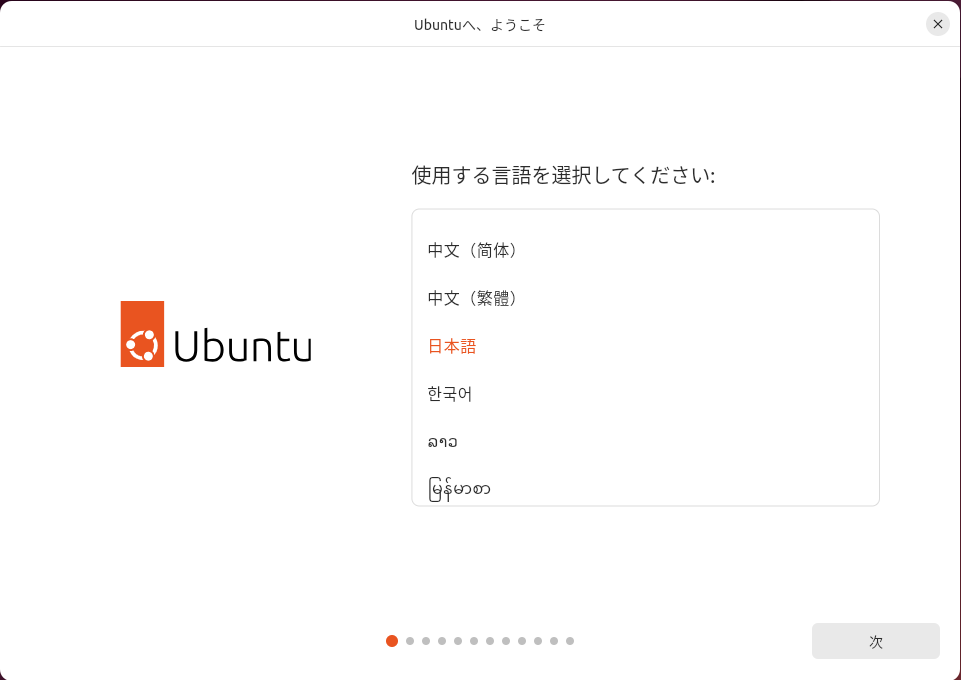 Ubuntuへ、ようこそ
使用する言語を選択してください:
中文（简体）
中文（繁體）
日本語
한국어
ລາວ
မြန်မာစာ
Ubuntu
次